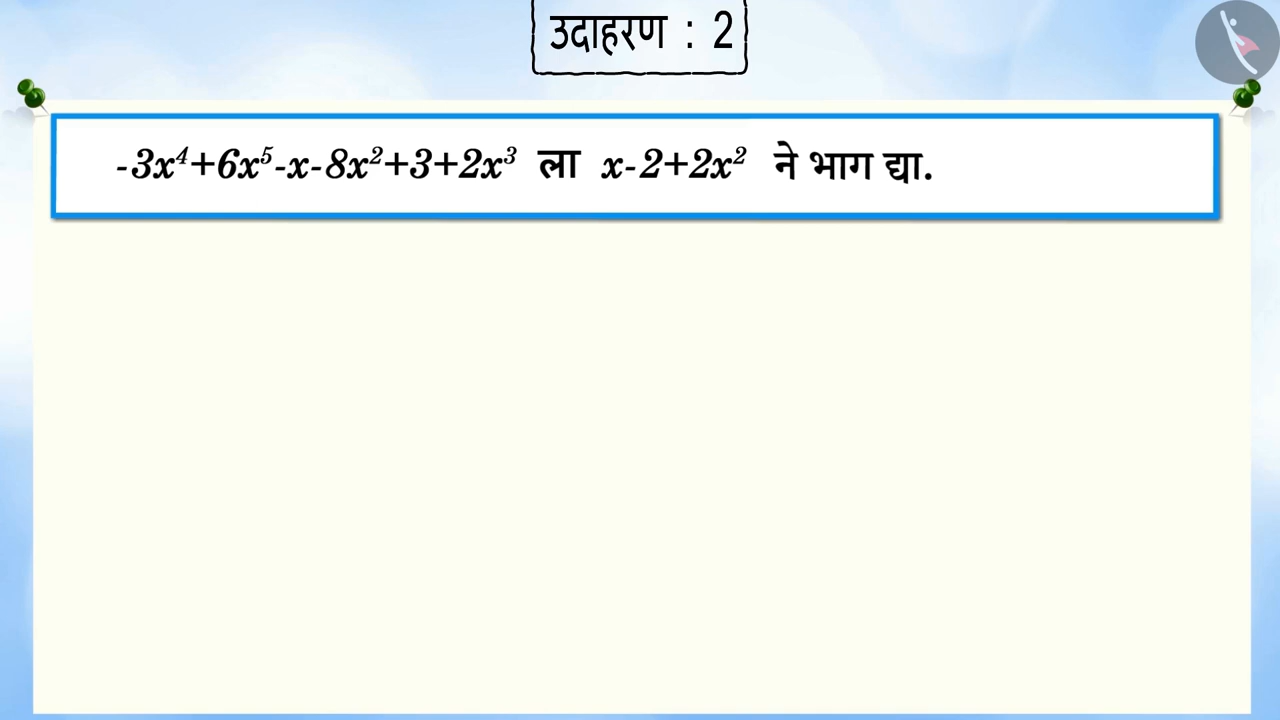 उदाहरण : 2
-3x⁴+6x⁵-x-8x²+3+2x³ ला x-2+2x² ने भाग द्या.